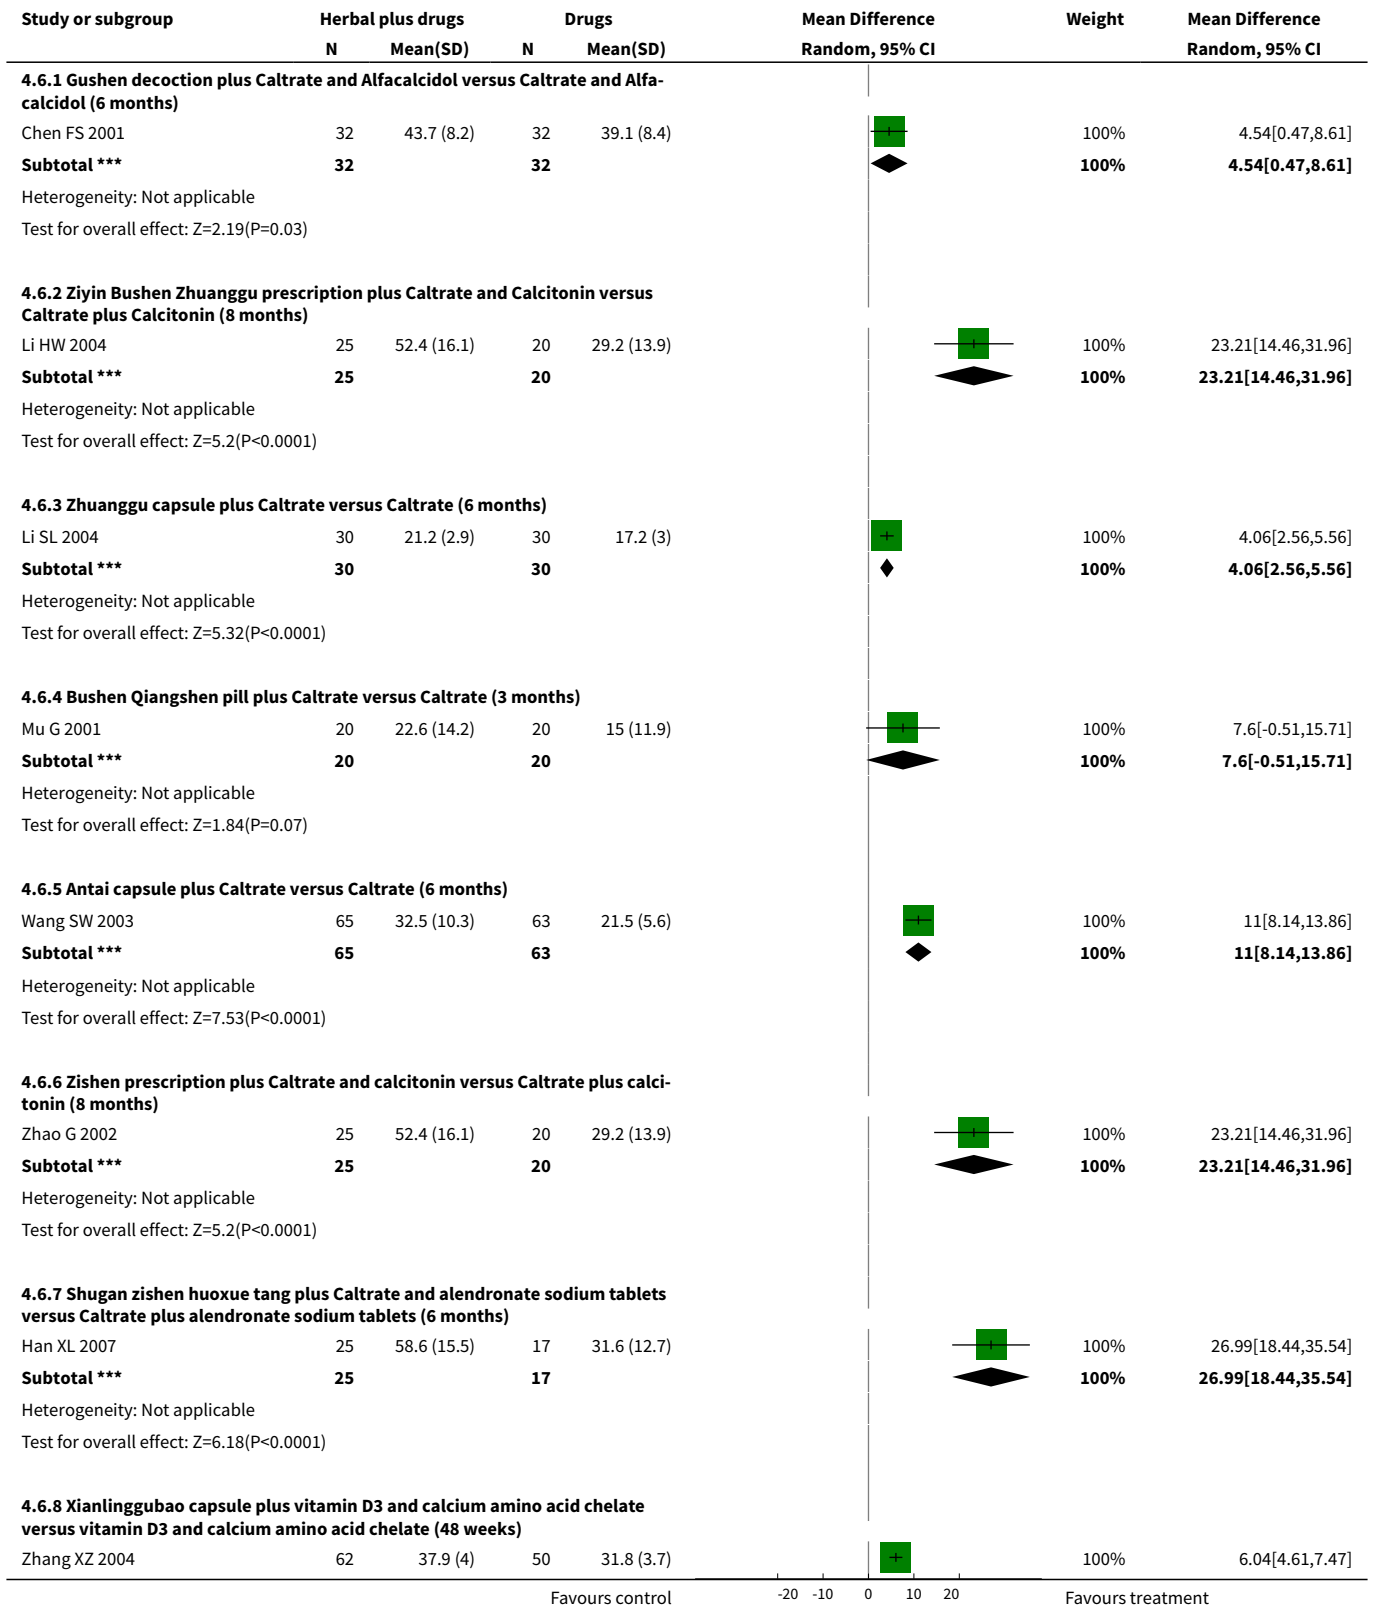 Study or subgroup Herbal plus drugs Drugs Mean Difference Weight Mean Difference
N Mean(SD) N Mean(SD) Random, 95% CI Random, 95% CI
4.6.1 Gushen decoction plus Caltrate and Alfacalcidol versus Caltrate and Alfa-
calcidol (6 months)
Chen FS 2001 32 43.7 (8.2) 32 39.1 (8.4) 100% 4.54[0.47,8.61]
Subtotal *** 32 32 100% 4.54[0.47,8.61]
Heterogeneity: Not applicable
Test for overall effect: Z=2.19(P=0.03)
4.6.2 Ziyin Bushen Zhuanggu prescription plus Caltrate and Calcitonin versus
Caltrate plus Calcitonin (8 months)
Li HW 2004 25 52.4 (16.1) 20 29.2 (13.9) 100% 23.21[14.46,31.96]
Subtotal *** 25 20 100% 23.21[14.46,31.96]
Heterogeneity: Not applicable
Test for overall effect: Z=5.2(P<0.0001)
4.6.3 Zhuanggu capsule plus Caltrate versus Caltrate (6 months)
Li SL 2004 30 21.2 (2.9) 30 17.2 (3) 100% 4.06[2.56,5.56]
Subtotal *** 30 30 100% 4.06[2.56,5.56]
Heterogeneity: Not applicable
Test for overall effect: Z=5.32(P<0.0001)
4.6.4 Bushen Qiangshen pill plus Caltrate versus Caltrate (3 months)
Mu G 2001 20 22.6 (14.2) 20 15 (11.9) 100% 7.6[-0.51,15.71]
Subtotal *** 20 20 100% 7.6[-0.51,15.71]
Heterogeneity: Not applicable
Test for overall effect: Z=1.84(P=0.07)
4.6.5 Antai capsule plus Caltrate versus Caltrate (6 months)
Wang SW 2003 65 32.5 (10.3) 63 21.5 (5.6) 100% 11[8.14,13.86]
Subtotal *** 65 63 100% 11[8.14,13.86]
Heterogeneity: Not applicable
Test for overall effect: Z=7.53(P<0.0001)
4.6.6 Zishen prescription plus Caltrate and calcitonin versus Caltrate plus calci-
tonin (8 months)
Zhao G 2002 25 52.4 (16.1) 20 29.2 (13.9) 100% 23.21[14.46,31.96]
Subtotal *** 25 20 100% 23.21[14.46,31.96]
Heterogeneity: Not applicable
Test for overall effect: Z=5.2(P<0.0001)
4.6.7 Shugan zishen huoxue tang plus Caltrate and alendronate sodium tablets
versus Caltrate plus alendronate sodium tablets (6 months)
Han XL 2007 25 58.6 (15.5) 17 31.6 (12.7) 100% 26.99[18.44,35.54]
Subtotal *** 25 17 100% 26.99[18.44,35.54]
Heterogeneity: Not applicable
Test for overall effect: Z=6.18(P<0.0001)
4.6.8 Xianlinggubao capsule plus vitamin D3 and calcium amino acid chelate
versus vitamin D3 and calcium amino acid chelate (48 weeks)
Zhang XZ 2004 62 37.9 (4) 50 31.8 (3.7) 100% 6.04[4.61,7.47]
Favours control -20 -10 0 10 20 Favours treatment